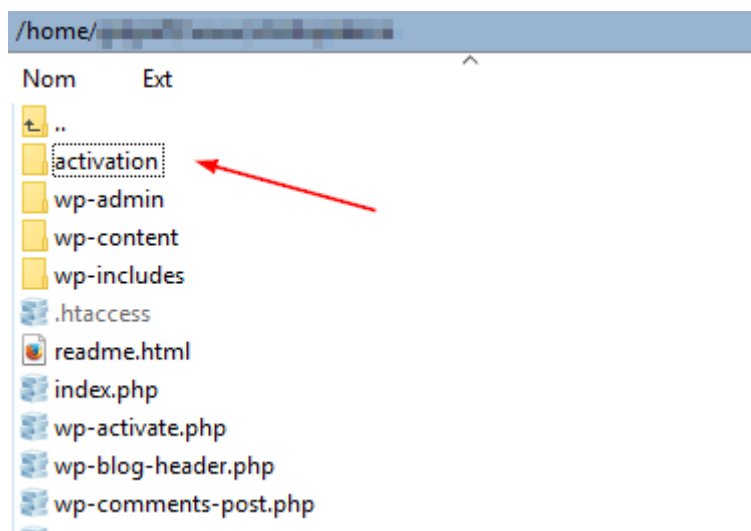 /home/
Nom Ext
..
activation
wp-admin
wp-content
wp-includes
.htaccess
readme.html
index.php
wp-activate.php
wp-blog-header.php
wp-comments-post.php